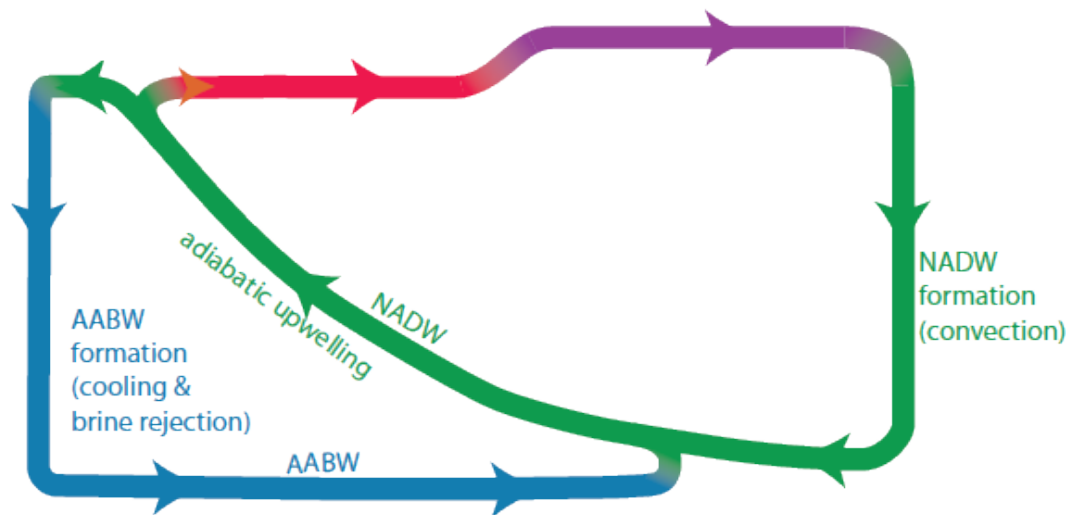 adiabatic upwelling
NADW
NADW
formation
(convection)
AABW
formation
(cooling &
brine rejection)
AABW